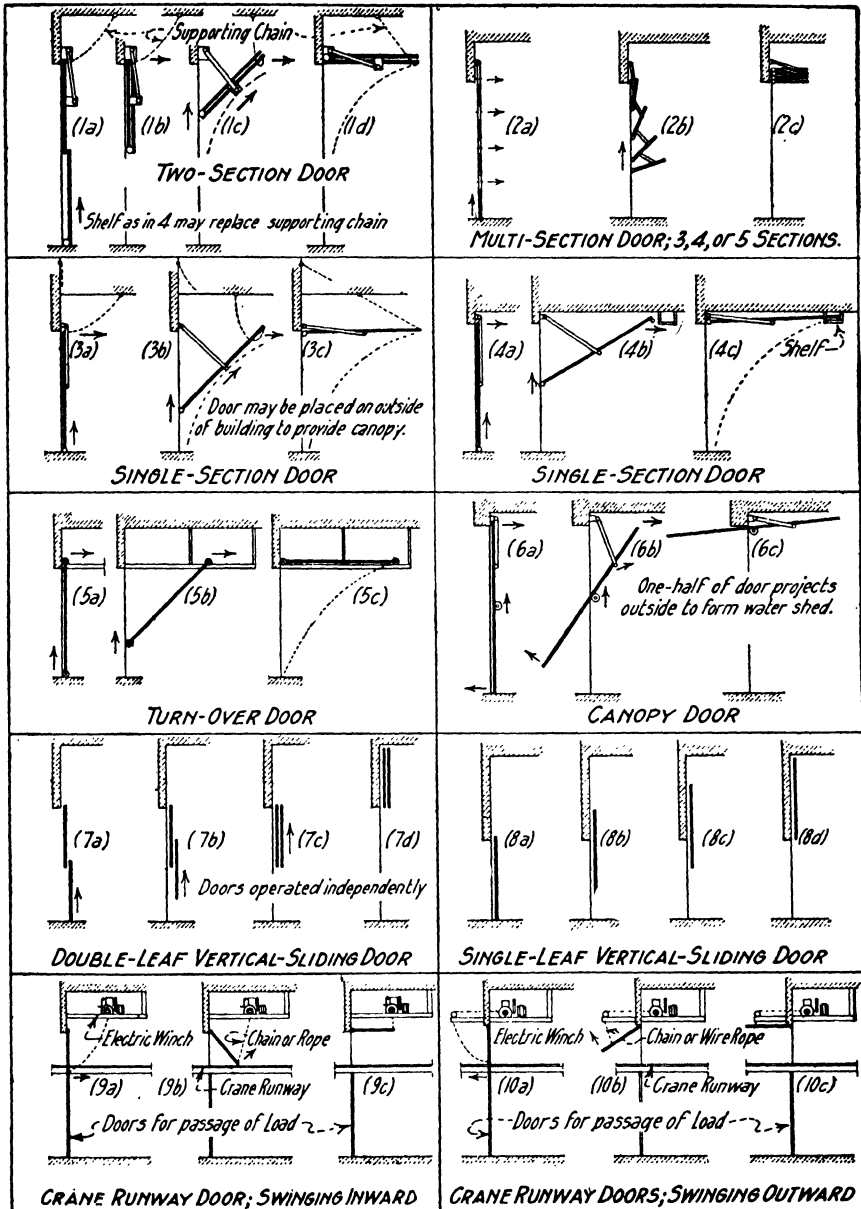 Supporting Chain
(1a)
(1b)
(1c)
(1d)
TWO-SECTION DOOR
Shelf as in 4 may replace supporting chain
(2a)
(2b)
(2c)
MULTI-SECTION DOOR; 3, 4, or 5 SECTIONS.
(3a)
(3b)
(3c)
Door may be placed on outside
of building to provide canopy.
SINGLE-SECTION DOOR
(4a)
(4b)
(4c)
Shelf
SINGLE-SECTION DOOR
(5a)
(5b)
(5c)
TURN-OVER DOOR
(6a)
(6b)
(6c)
One-half of door projects
outside to form water shed.
CANOPY DOOR
(7a)
(7b)
(7c)
(7d)
Doors operated independently
DOUBLE-LEAF VERTICAL-SLIDING DOOR
(8a)
(8b)
(8c)
(8d)
SINGLE-LEAF VERTICAL-SLIDING DOOR
Electric Winch
Chain or Rope
(9a)
(9b)
Crane Runway
(9c)
Doors for passage of Load
CRANE RUNWAY DOOR; SWINGING INWARD
Electric Winch
Chain or Wire Rope
(10a)
(10b)
Crane Runway
(10c)
Doors for passage of Load
CRANE RUNWAY DOORS; SWINGING OUTWARD